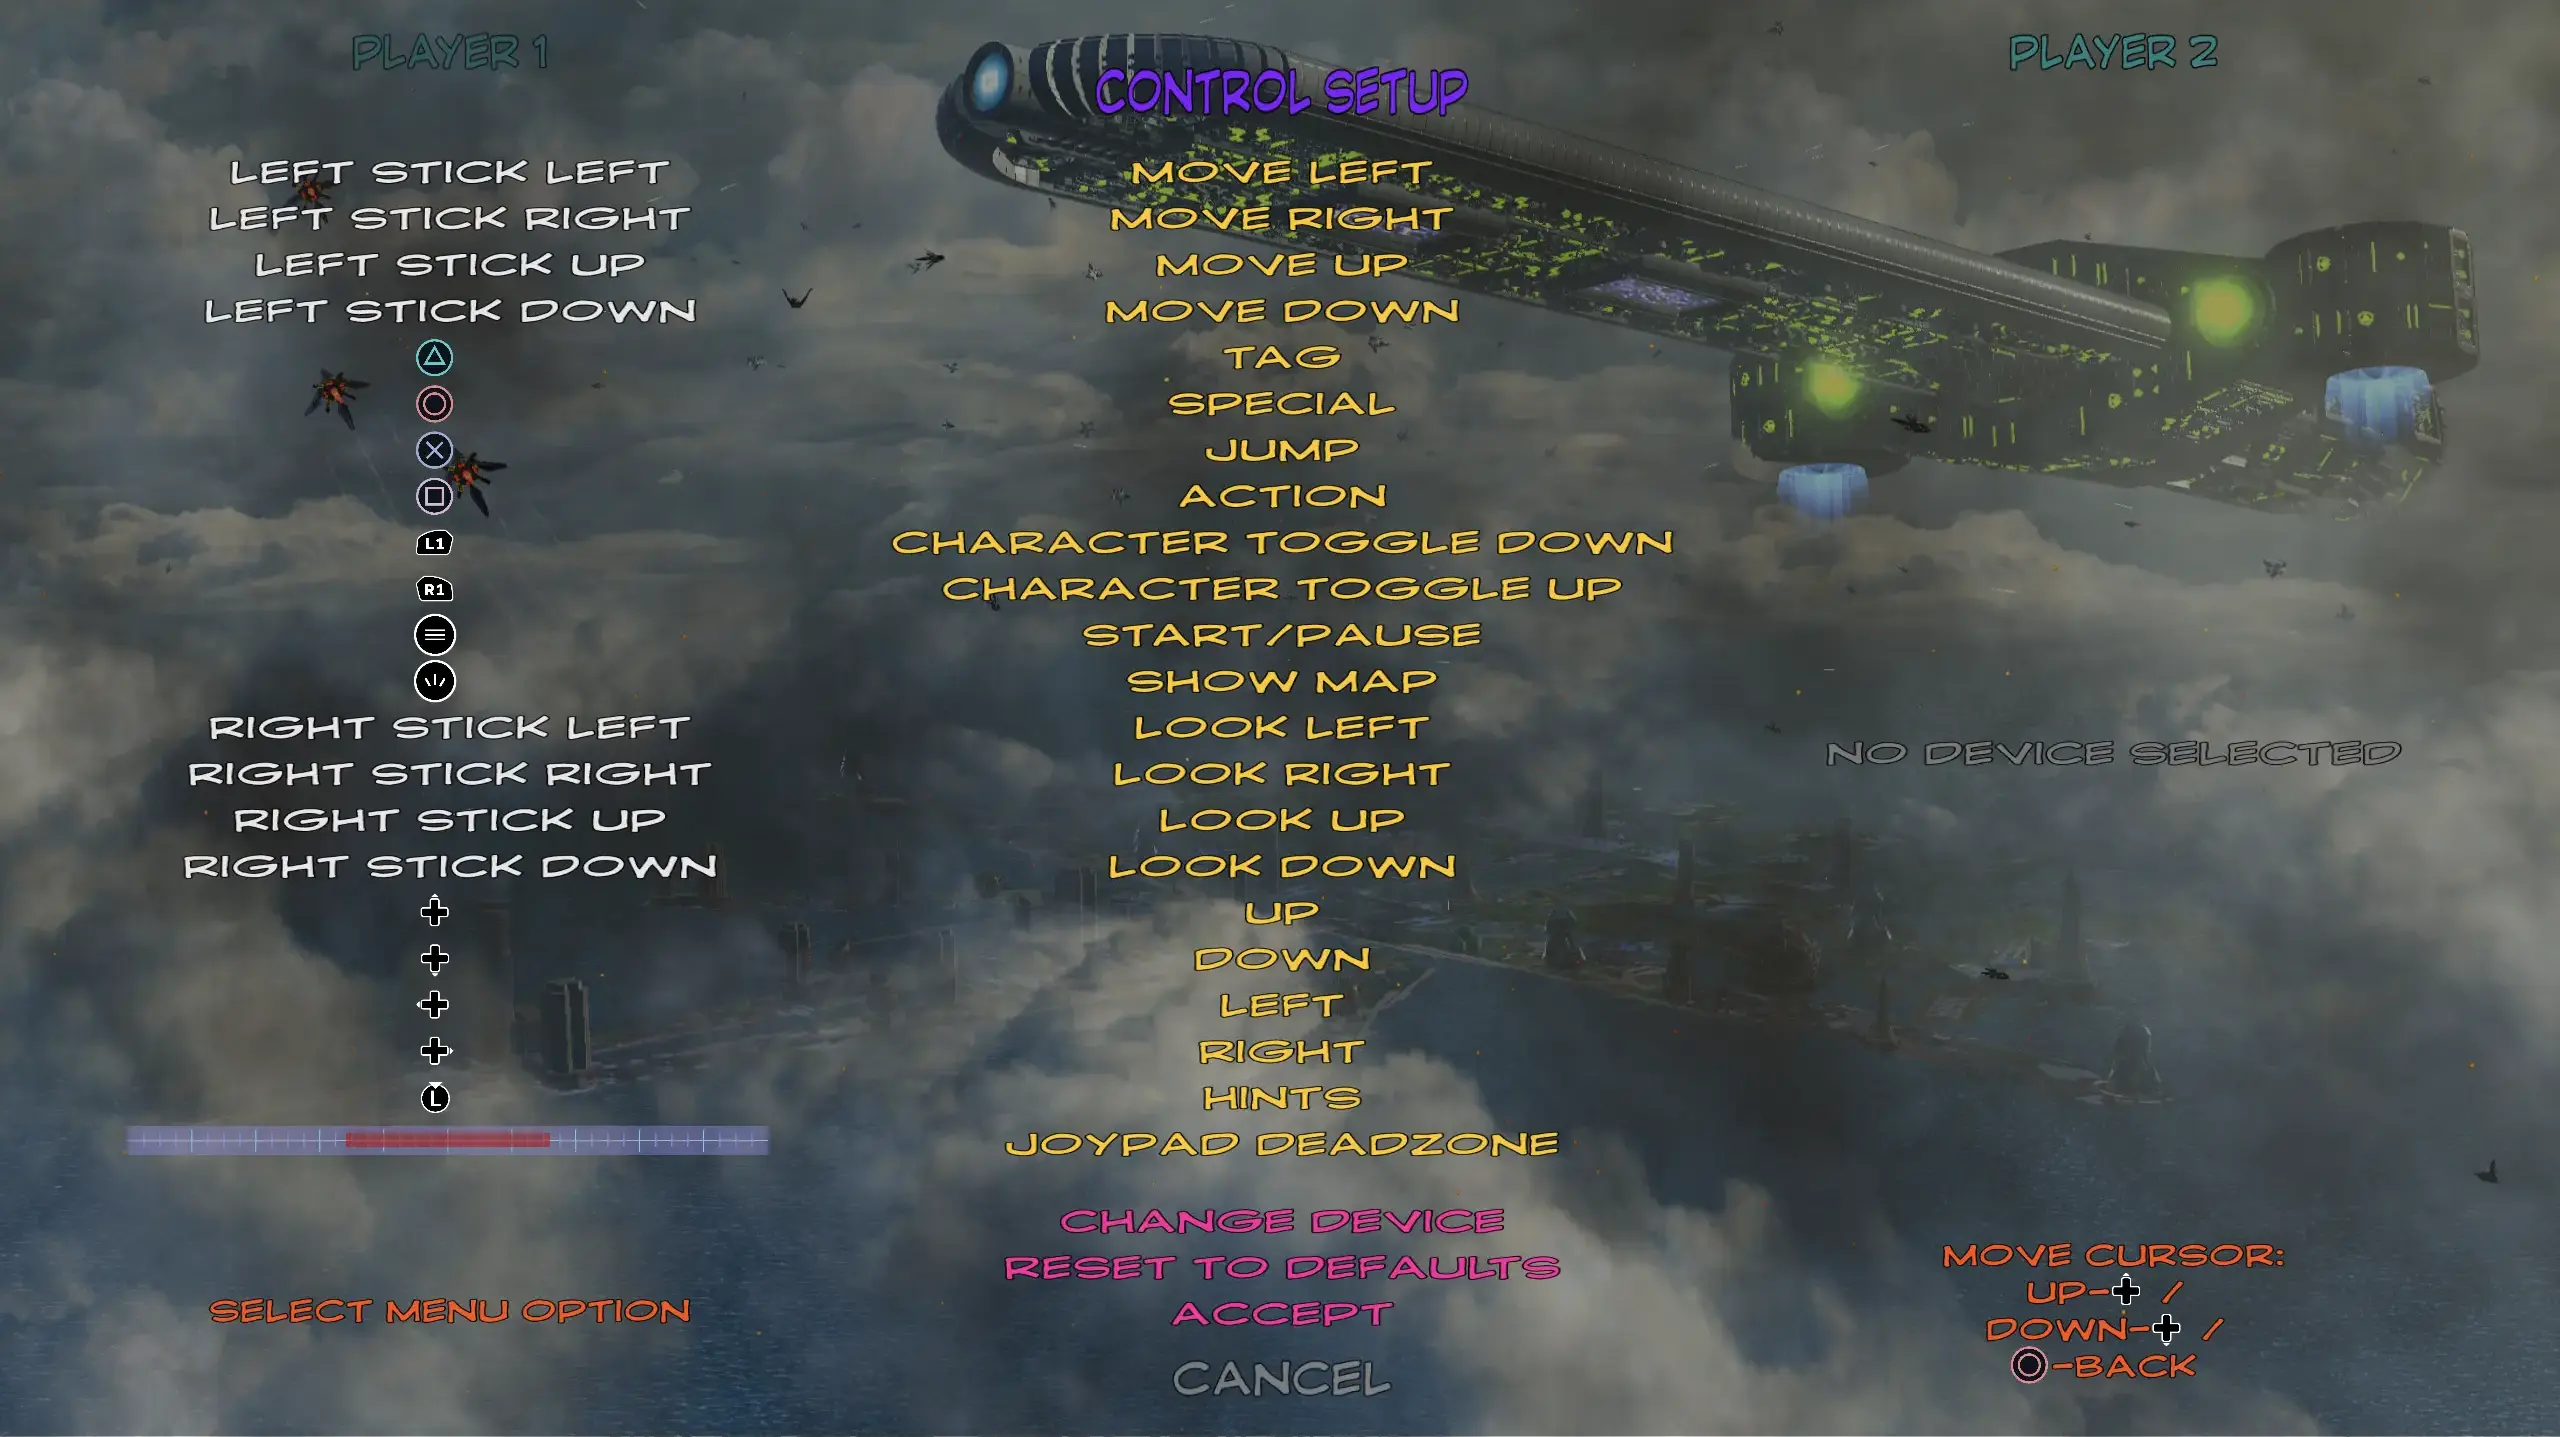 PLAYER 1
CONTROL SETUP
PLAYER 2
LEFT STICK LEFT MOVE LEFT
LEFT STICK RIGHT MOVE RIGHT
LEFT STICK UP MOVE UP
LEFT STICK DOWN MOVE DOWN
TAG
SPECIAL
JUMP
ACTION
L1 CHARACTER TOGGLE DOWN
R1 CHARACTER TOGGLE UP
START/PAUSE
SHOW MAP
RIGHT STICK LEFT LOOK LEFT
NO DEVICE SELECTED
RIGHT STICK RIGHT LOOK RIGHT
RIGHT STICK UP LOOK UP
RIGHT STICK DOWN LOOK DOWN
UP
DOWN
LEFT
RIGHT
L HINTS
JOYPAD DEADZONE
CHANGE DEVICE
RESET TO DEFAULTS
ACCEPT
CANCEL
SELECT MENU OPTION
MOVE CURSOR:
UP- /
DOWN- /
-BACK